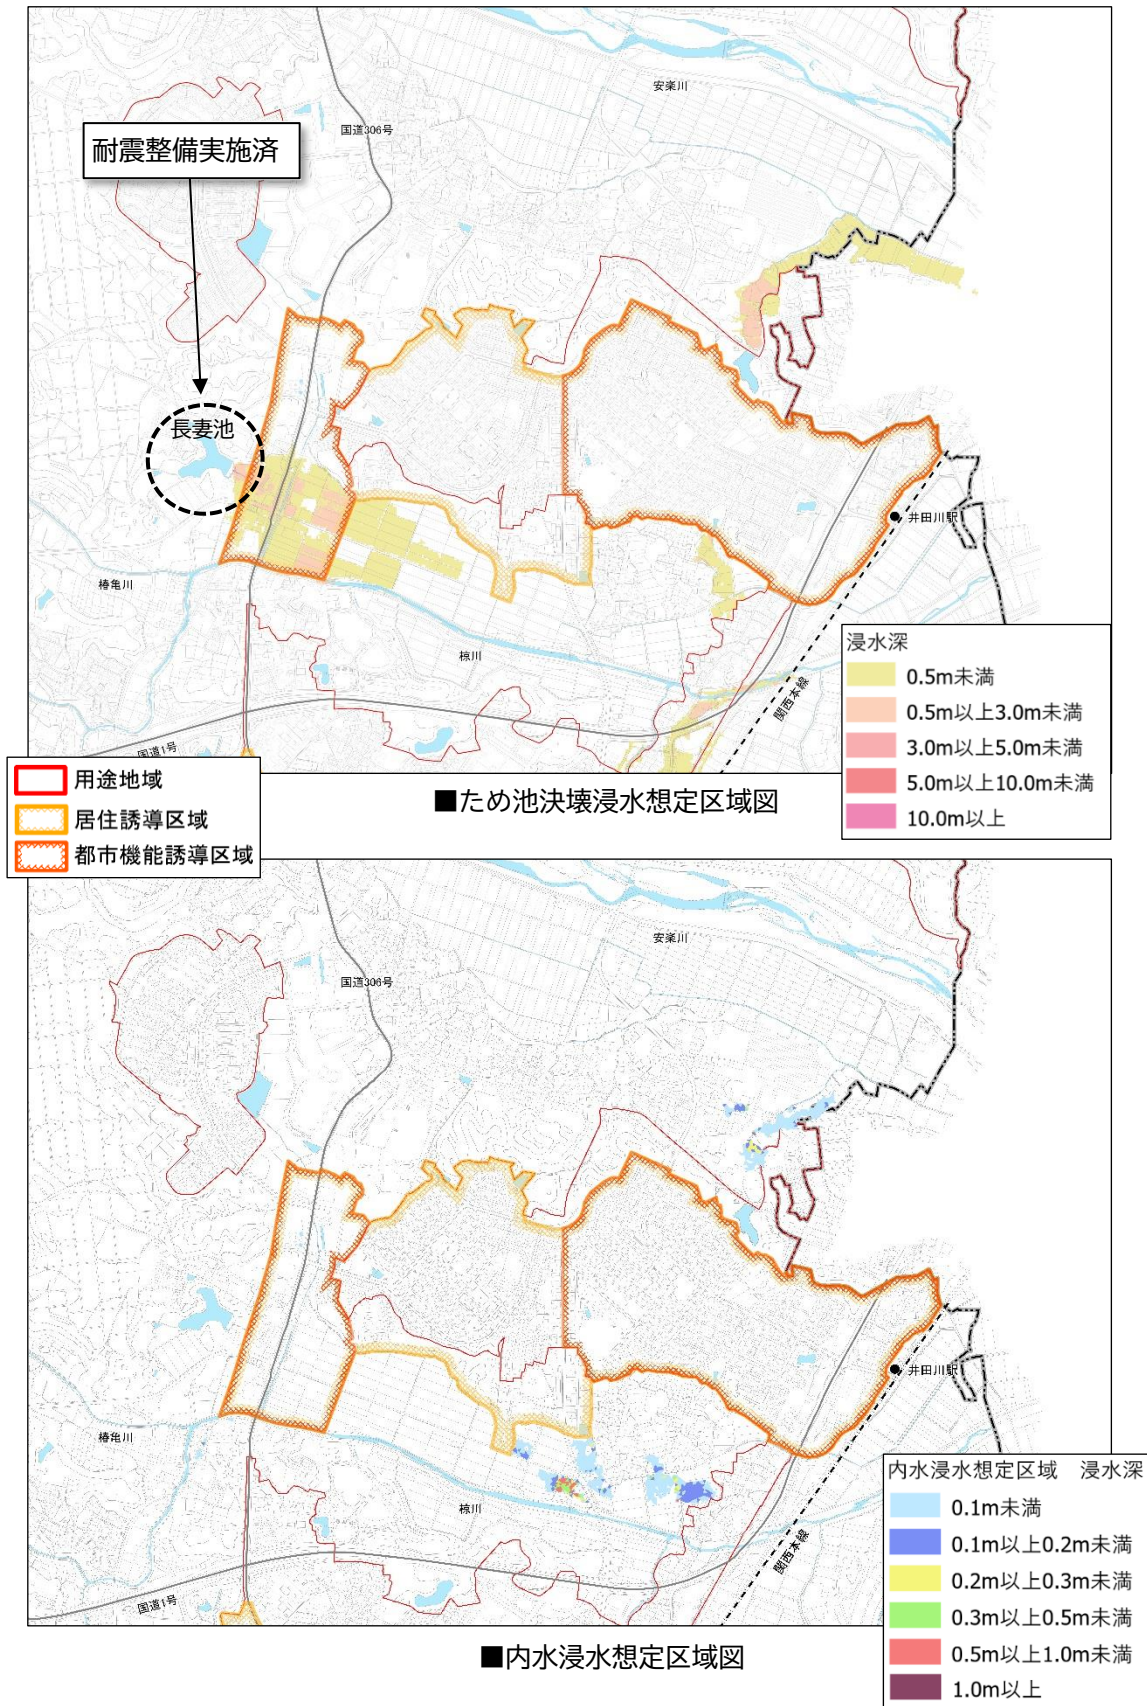 安楽川
国道306号
耐震整備実施済
長妻池
井田川駅
椿亀川
椋川
関西本線
国道1号
浸水深
0.5m未満
0.5m以上3.0m未満
3.0m以上5.0m未満
5.0m以上10.0m未満
10.0m以上
用途地域
居住誘導区域
都市機能誘導区域
■ため池決壊浸水想定区域図
安楽川
国道306号
井田川駅
椿亀川
椋川
関西本線
国道1号
内水浸水想定区域 浸水深
0.1m未満
0.1m以上0.2m未満
0.2m以上0.3m未満
0.3m以上0.5m未満
0.5m以上1.0m未満
1.0m以上
■内水浸水想定区域図